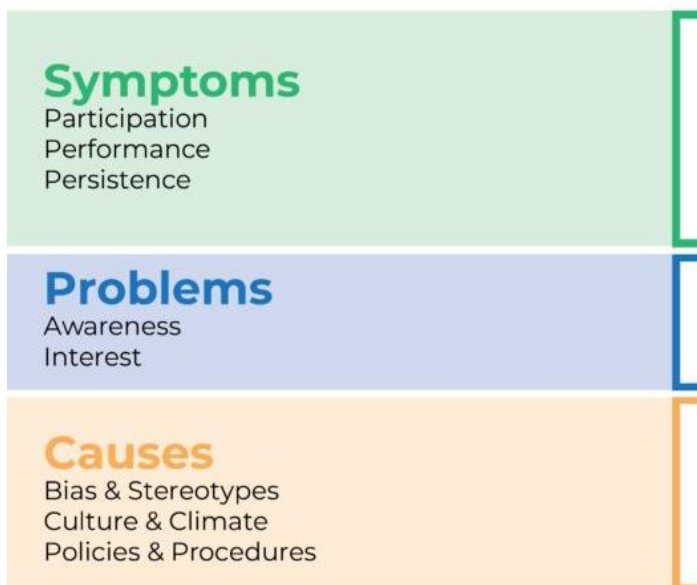 Symptoms
Participation
Performance
Persistence
Problems
Awareness
Interest
Causes
Bias & Stereotypes
Culture & Climate
Policies & Procedures